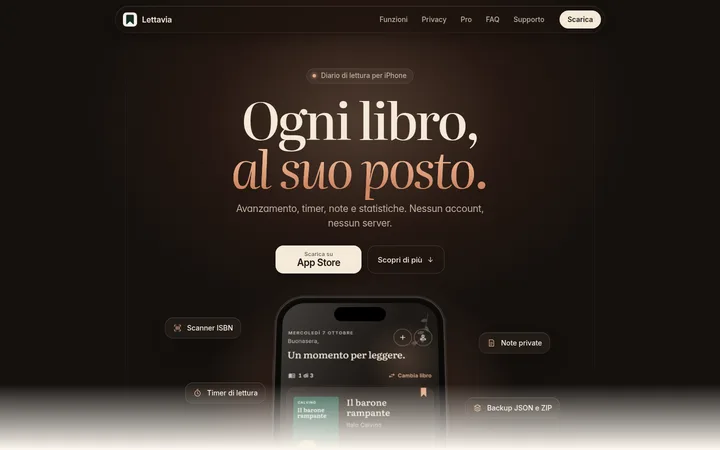 Lettavia
Funzioni
Privacy
Pro
FAQ
Supporto
Scarica
Diario di lettura per iPhone
Ogni libro,
al suo posto.
Avanzamento, timer, note e statistiche. Nessun account,
nessun server.
Scarica su
App Store
Scopri di più ↓
Scanner ISBN
Note private
Timer di lettura
Backup JSON e ZIP
MERCOLEDÌ 7 OTTOBRE
Buonasera,
Un momento per leggere.
1 di 3
Cambia libro
CALVINO
Il barone
rampante
Il barone
rampante
Italo Calvino